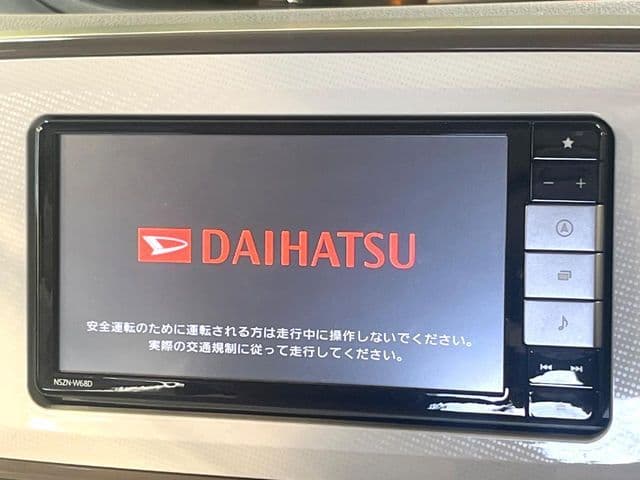 DAIHATSU
安全運転のために運転される方は走行中に操作しないでください。
実際の交通規制に従って走行してください。
NSZN-W68D